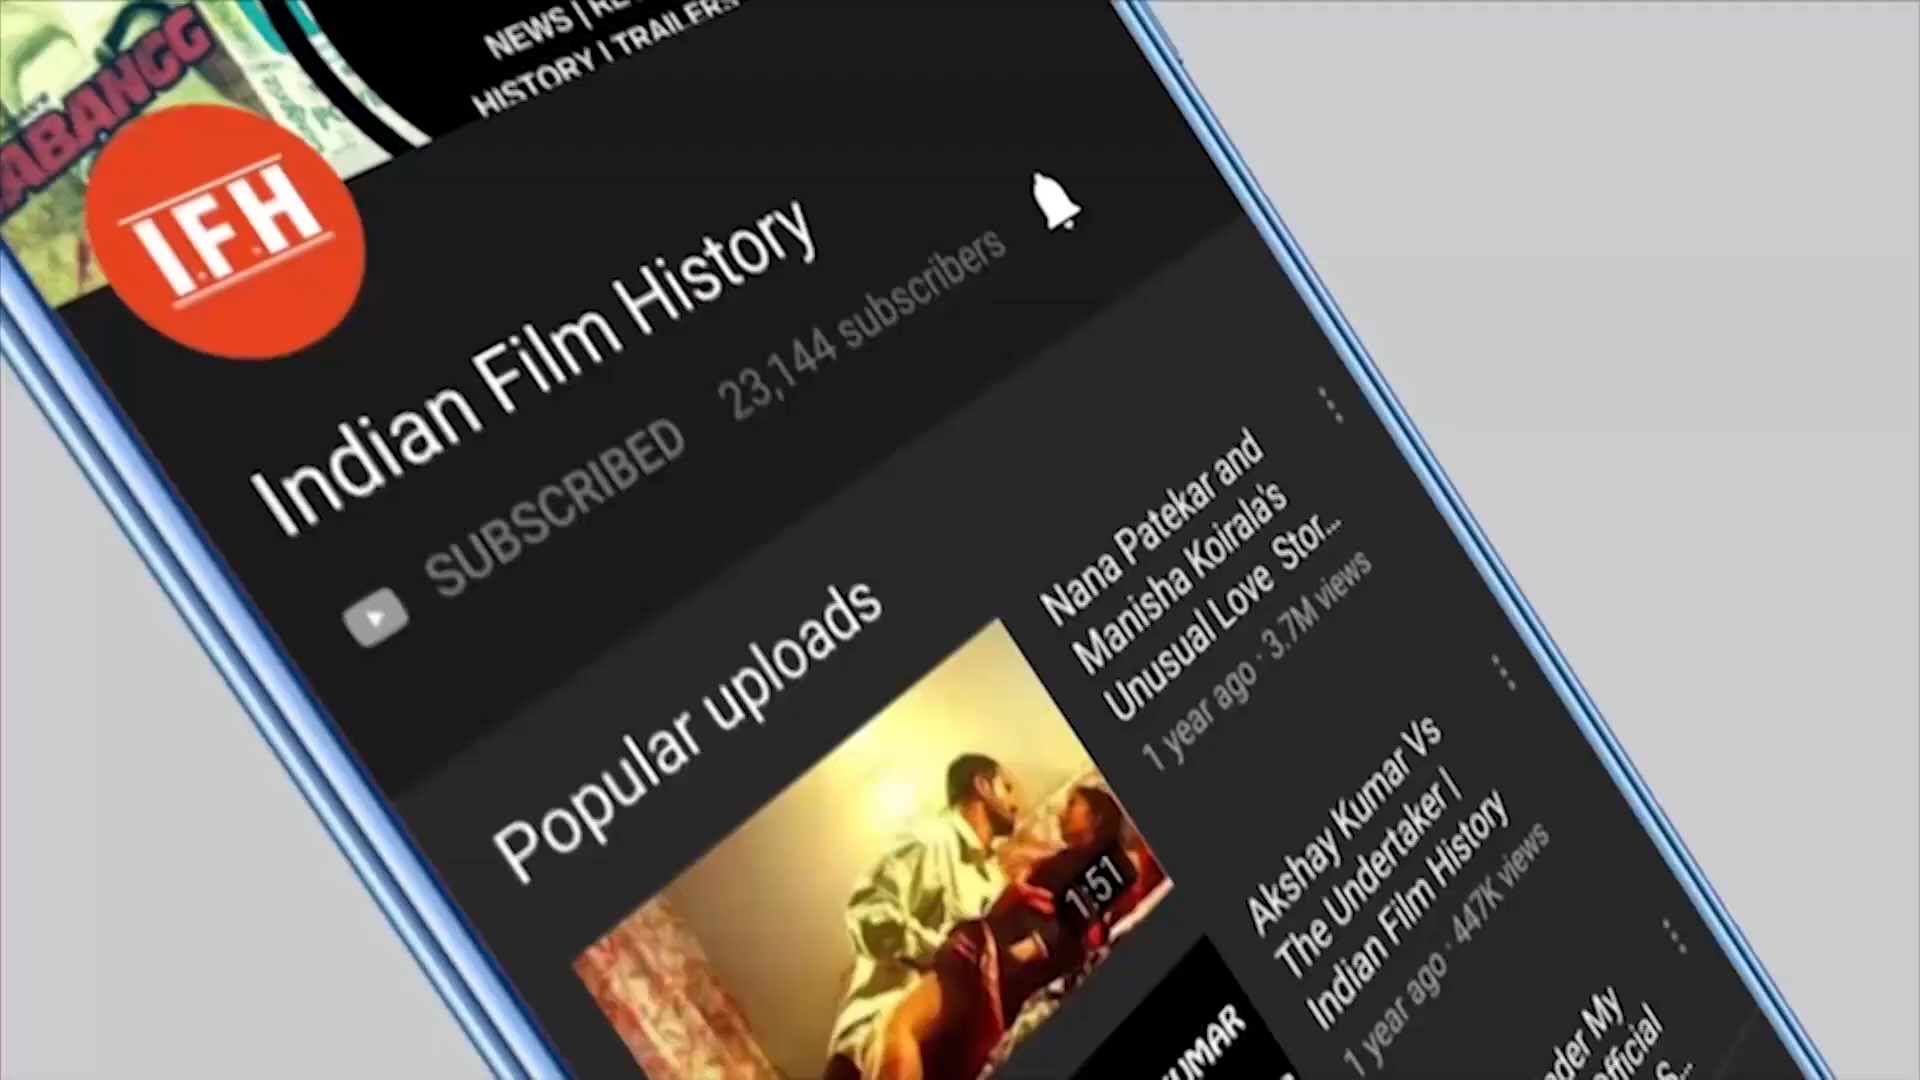 NEWS |
HISTORY | TRAILERS
ABANGG
I.F.H
Indian Film History
SUBSCRIBED 23,144 subscribers
Popular uploads
Nana Patekar and
Manisha Koirala's
Unusual Love Stor...
1 year ago · 3.7M views
1:51
Akshay Kumar Vs
The Undertaker |
Indian Film History
1 year ago · 447K views
UMAR
der My
fficial
S...